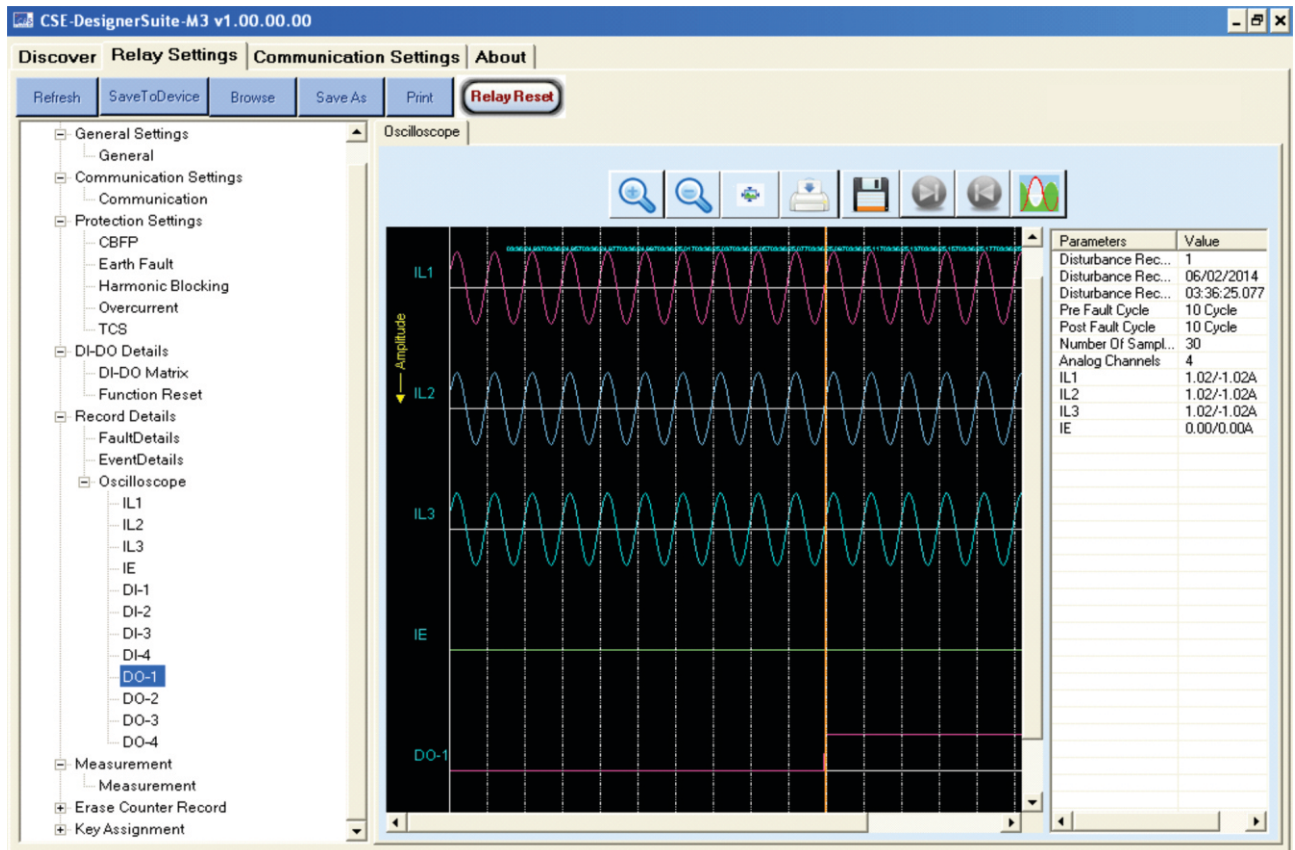 CSE-DesignerSuite-M3 v1.00.00.00
Discover Relay Settings Communication Settings About
Refresh SaveToDevice Browse Save As Print Relay Reset
General Settings
General
Communication Settings
Communication
Protection Settings
CBFP
Earth Fault
Harmonic Blocking
Overcurrent
TCS
DI-DO Details
DI-DO Matrix
Function Reset
Record Details
FaultDetails
EventDetails
Oscilloscope
IL1
IL2
IL3
IE
DI-1
DI-2
DI-3
DI-4
DO-1
DO-2
DO-3
DO-4
Measurement
Measurement
Erase Counter Record
Key Assignment
Oscilloscope
IL1
Amplitude
IL2
IL3
IE
DO-1
Parameters Value
Disturbance Rec... 1
Disturbance Rec... 06/02/2014
Disturbance Rec... 03:36:25.077
Pre Fault Cycle 10 Cycle
Post Fault Cycle 10 Cycle
Number Of Sampl... 30
Analog Channels 4
IL1 1.02/-1.02A
IL2 1.02/-1.02A
IL3 1.02/-1.02A
IE 0.00/0.00A